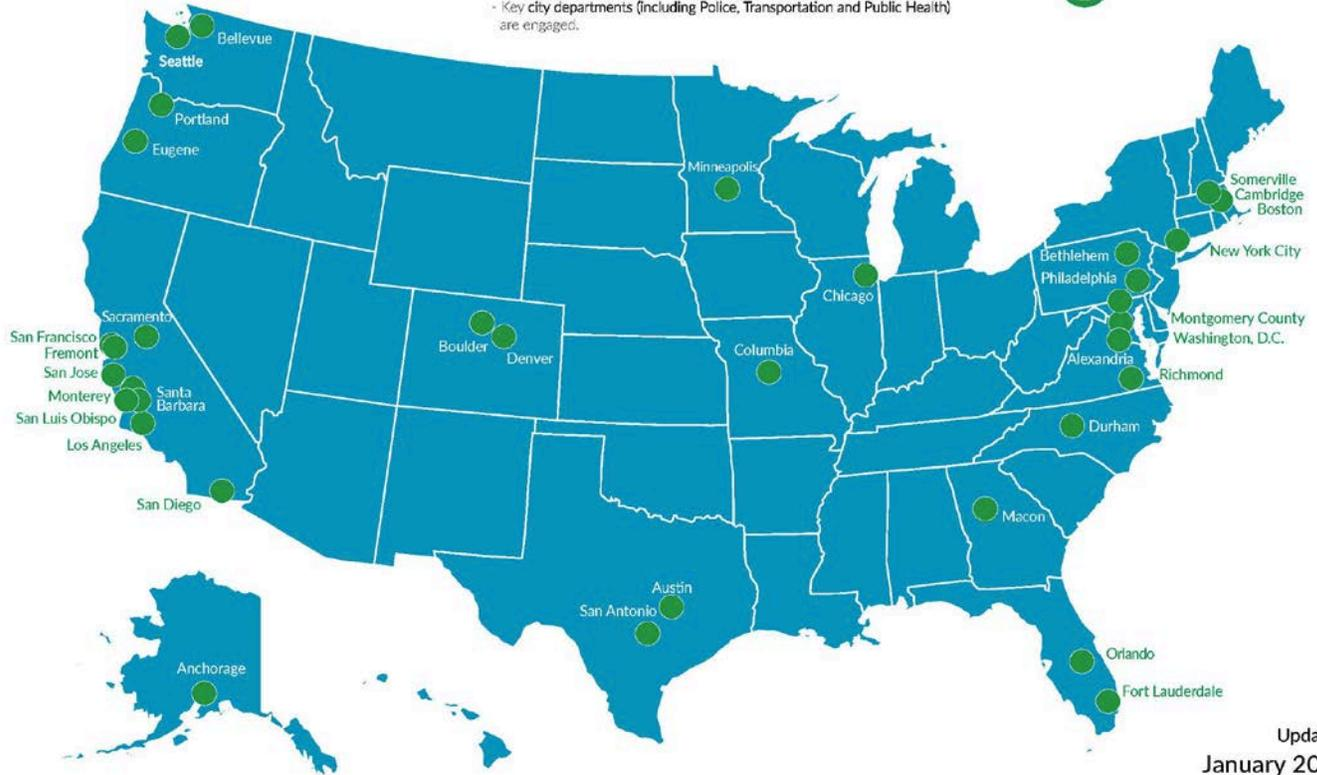 - Key city departments (including Police, Transportation and Public Health)
are engaged.
Bellevue
Seattle
Portland
Eugene
Minneapolis
Somerville
Cambridge
Boston
New York City
Bethlehem
Philadelphia
Chicago
Montgomery County
Washington, D.C.
Alexandria
Richmond
Sacramento
San Francisco
Fremont
San Jose
Monterey
Santa
Barbara
San Luis Obispo
Los Angeles
San Diego
Boulder
Denver
Columbia
Durham
Macon
Austin
San Antonio
Orlando
Fort Lauderdale
Anchorage
Upda
January 20